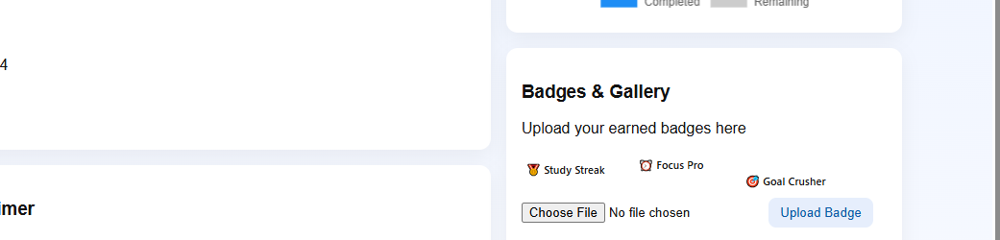 Completed Remaining
4
Badges & Gallery
Upload your earned badges here
Study Streak
Focus Pro
Goal Crusher
imer
Choose File No file chosen
Upload Badge